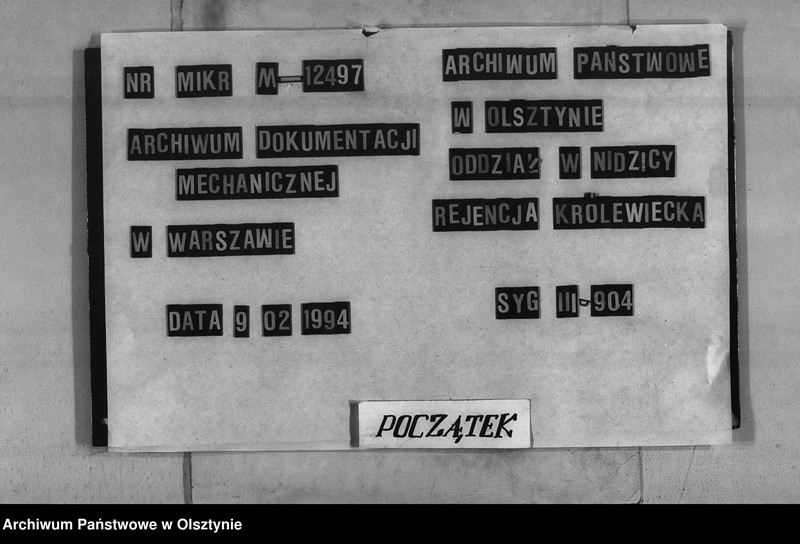 NR MIKR M-12497
ARCHIWUM DOKUMENTACJI
MECHANICZNEJ
W WARSZAWIE
DATA 9 02 1994
ARCHIWUM PAŃSTWOWE
W OLSZTYNIE
ODDZIAŁ W NIDZICY
REJENCJA KRÓLEWIECKA
SYG III-904
POCZĄTEK
Archiwum Państwowe w Olsztynie